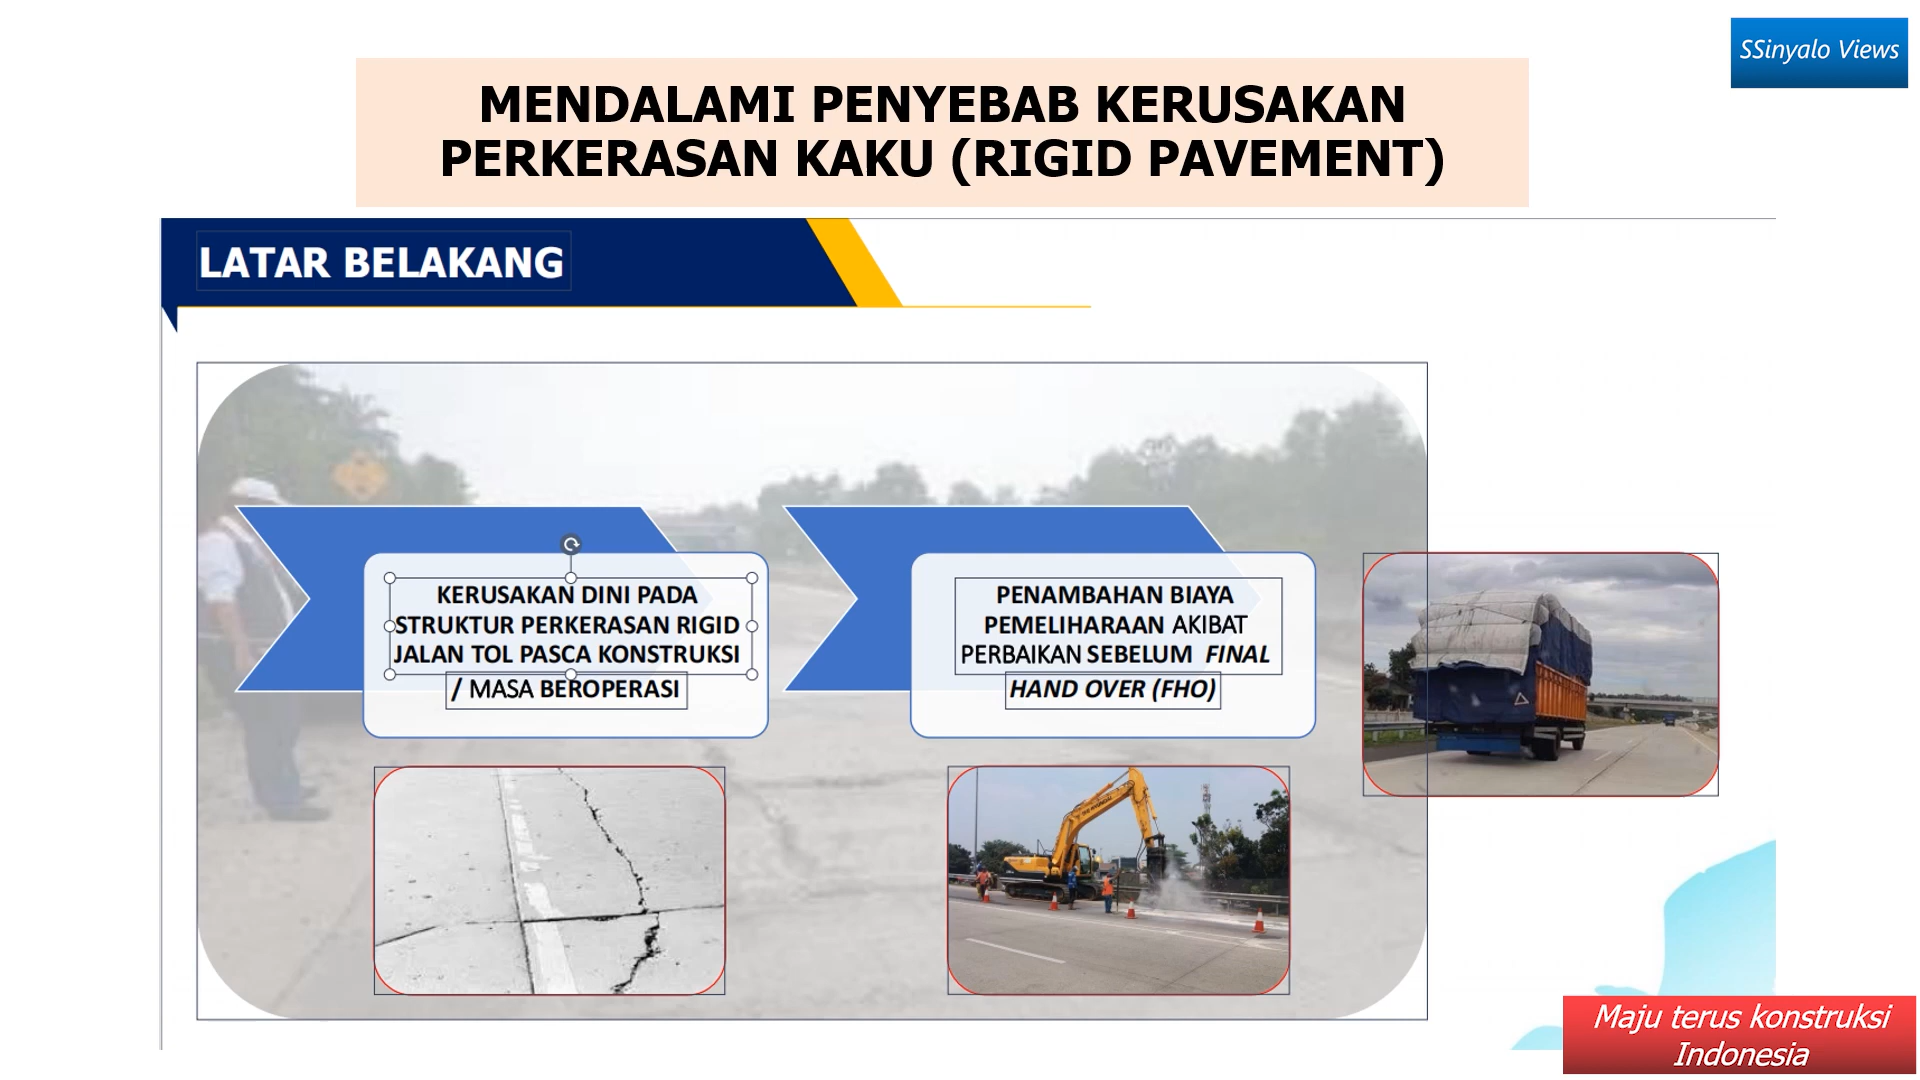 SSinyalo Views
MENDALAMI PENYEBAB KERUSAKAN
PERKERASAN KAKU (RIGID PAVEMENT)
LATAR BELAKANG
KERUSAKAN DINI PADA
STRUKTUR PERKERASAN RIGID
JALAN TOL PASCA KONSTRUKSI
/ MASA BEROPERASI
PENAMBAHAN BIAYA
PEMELIHARAAN AKIBAT
PERBAIKAN SEBELUM FINAL
HAND OVER (FHO)
Maju terus konstruksi
Indonesia